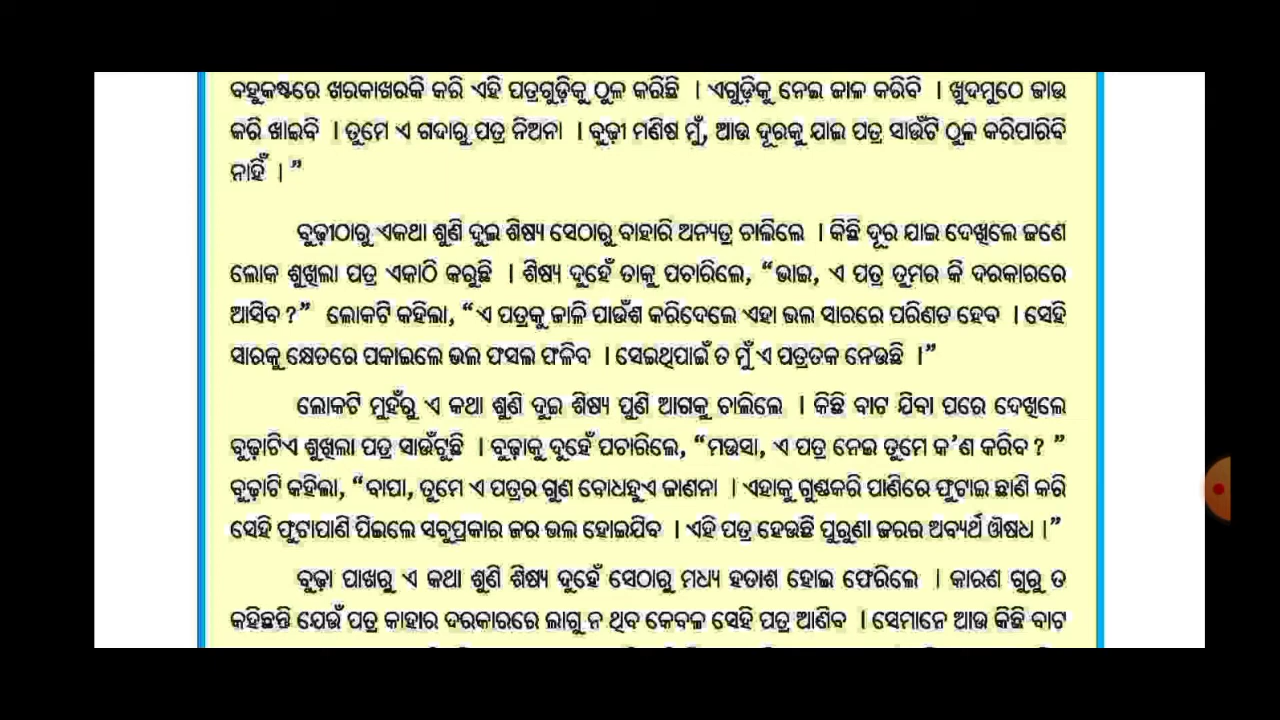 ବହୁକଷ୍ଟରେ ଖରକାଖରକି କରି ଏହି ପତ୍ରଗୁଡ଼ିକୁ ଠୁଳ କରିଛି । ଏଗୁଡ଼ିକୁ ନେଇ ଜାଳ କରିବି । ଖୁଦମୁଠେ ଜାଉ
କରି ଖାଇବି । ତୁମେ ଏ ଗଦାରୁ ପତ୍ର ନିଅନା । ବୁଢ଼ୀ ମଣିଷ ମୁଁ, ଆଉ ଦୂରକୁ ଯାଇ ପତ୍ର ସାଉଁଟି ଠୁଳ କରିପାରିବି
ନାହିଁ । ”
ବୁଢ଼ୀଠାରୁ ଏକଥା ଶୁଣି ଦୁଇ ଶିଷ୍ୟ ସେଠାରୁ ବାହାରି ଅନ୍ୟତ୍ର ଚାଲିଲେ । କିଛି ଦୂର ଯାଇ ଦେଖିଲେ ଜଣେ
ଲୋକ ଶୁଖିଲା ପତ୍ର ଏକାଠି କରୁଛି । ଶିଷ୍ୟ ଦୁହେଁ ତାକୁ ପଚାରିଲେ, “ଭାଇ, ଏ ପତ୍ର ତୁମର କି ଦରକାରରେ
ଆସିବ ?” ଲୋକଟି କହିଲା, “ଏ ପତ୍ରକୁ ଜାଳି ପାଉଁଶ କରିଦେଲେ ଏହା ଭଲ ସାରରେ ପରିଣତ ହେବ । ସେହି
ସାରକୁ କ୍ଷେତରେ ପକାଇଲେ ଭଲ ଫସଲ ଫଳିବ । ସେଇଥିପାଇଁ ତ ମୁଁ ଏ ପତ୍ରତକ ନେଉଛି ।”
ଲୋକଟି ମୁହଁରୁ ଏ କଥା ଶୁଣି ଦୁଇ ଶିଷ୍ୟ ପୁଣି ଆଗକୁ ଚାଲିଲେ । କିଛି ବାଟ ଯିବା ପରେ ଦେଖିଲେ
ବୁଢ଼ାଟିଏ ଶୁଖିଲା ପତ୍ର ସାଉଁଟୁଛି । ବୁଢ଼ାକୁ ଦୁହେଁ ପଚାରିଲେ, “ମଉସା, ଏ ପତ୍ର ନେଇ ତୁମେ କ’ଣ କରିବ ? ”
ବୁଢ଼ାଟି କହିଲା, “ବାପା, ତୁମେ ଏ ପତ୍ରର ଗୁଣ ବୋଧହୁଏ ଜାଣନା । ଏହାକୁ ଗୁଣ୍ଡକରି ପାଣିରେ ଫୁଟାଇ ଛାଣି କରି
ସେହି ଫୁଟାପାଣି ପିଇଲେ ସବୁପ୍ରକାର ଜର ଭଲ ହୋଇଯିବ । ଏହି ପତ୍ର ହେଉଛି ପୁରୁଣା ଜରର ଅବ୍ୟର୍ଥ ଔଷଧ ।”
ବୁଢ଼ା ପାଖରୁ ଏ କଥା ଶୁଣି ଶିଷ୍ୟ ଦୁହେଁ ସେଠାରୁ ମଧ୍ୟ ହତାଶ ହୋଇ ଫେରିଲେ । କାରଣ ଗୁରୁ ତ
କହିଛନ୍ତି ଯେଉଁ ପତ୍ର କାହାର ଦରକାରରେ ଲାଗୁ ନ ଥିବ କେବଳ ସେହି ପତ୍ର ଆଣିବ । ସେମାନେ ଆଉ କିଛି ବାଟ